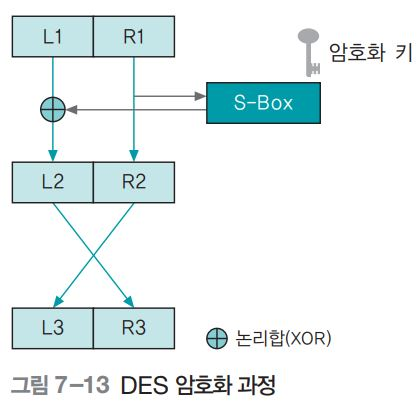 L1 R1
암호화 키
S-Box
L2 R2
L3 R3
논리합(XOR)
그림 7-13 DES 암호화 과정